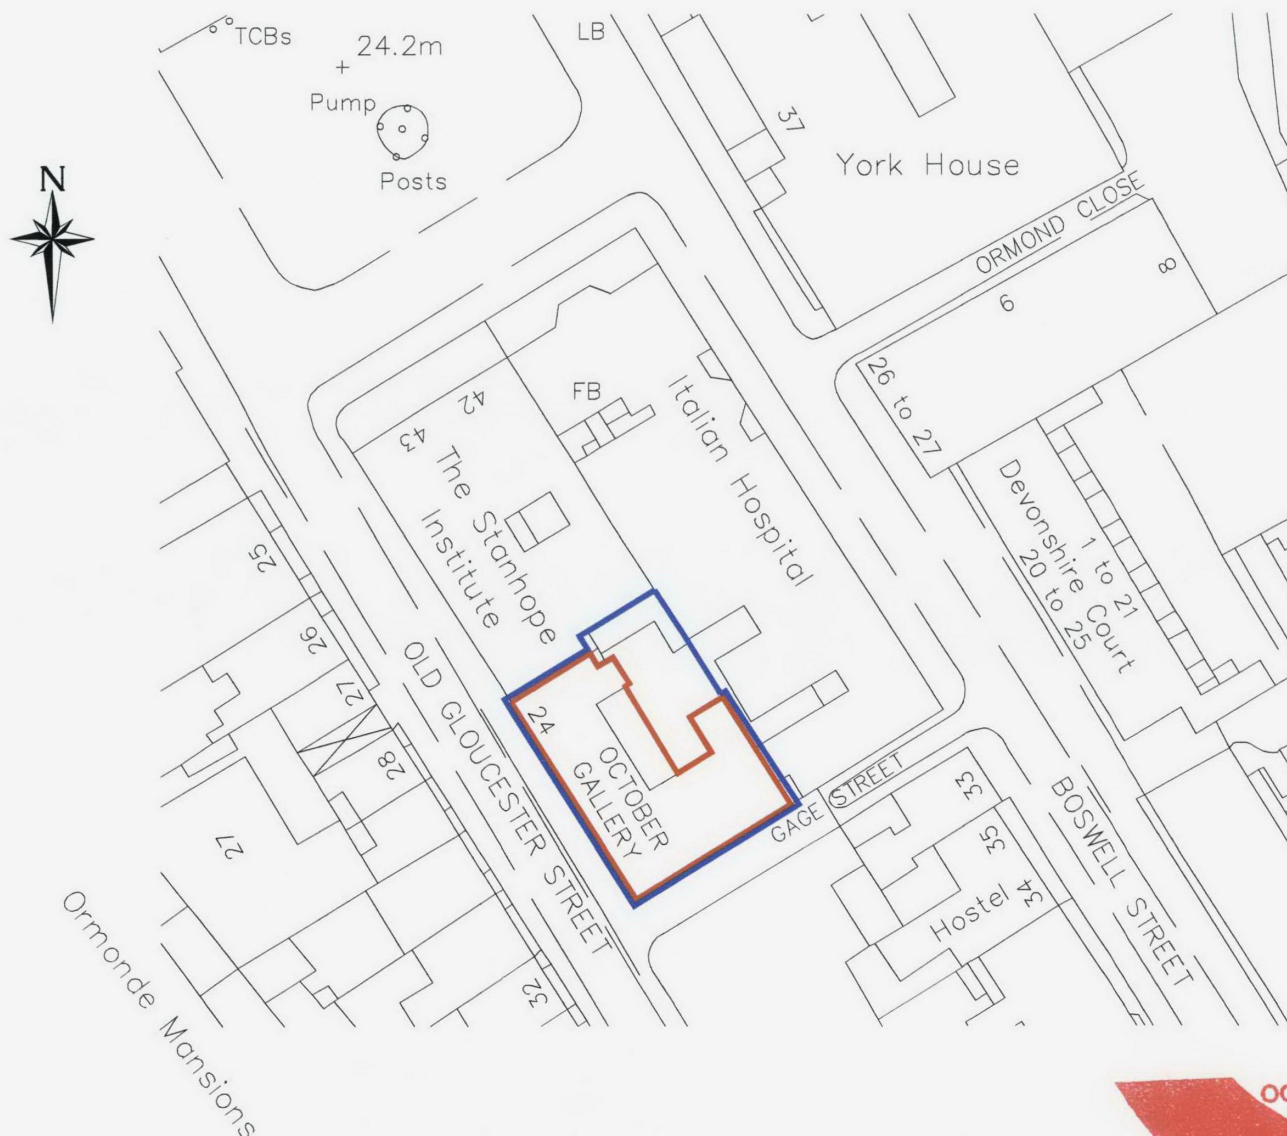 TCBs
24.2m
LB
Pump
Posts
N
37
York House
ORMOND CLOSE
8
6
26 to 27
FB
42
43
The Stanhope
Institute
Italian Hospital
1 to 21
Devonshire Court
20 to 25
25
26
27
28
OLD GLOUCESTER STREET
24
OCTOBER
GALLERY
GAGE STREET
BOSWELL STREET
33
35
34
Hostel
27
32
Ormonde Mansions